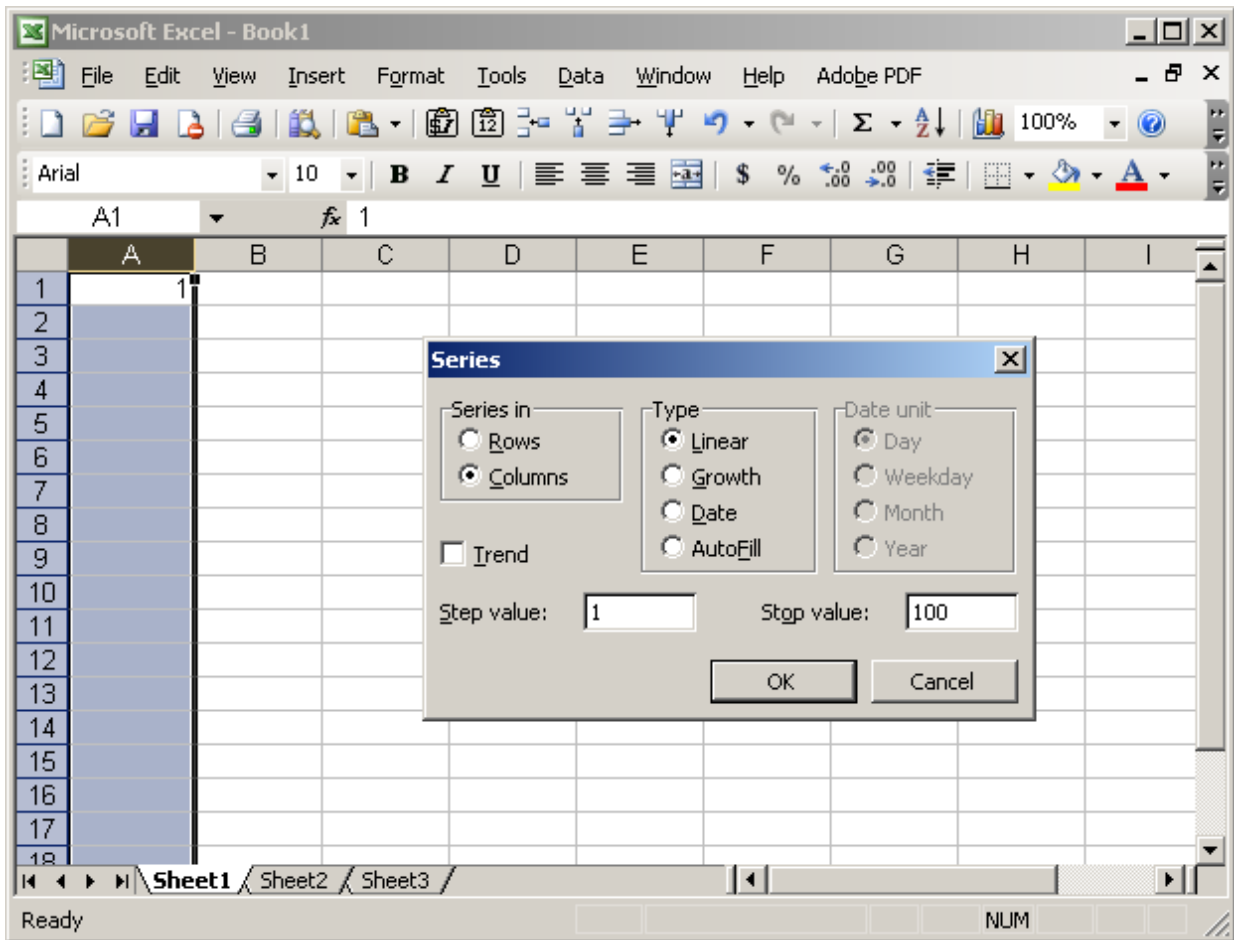 Microsoft Excel - Book1
File Edit View Insert Format Tools Data Window Help Adobe PDF
100%
Arial 10 B I U $ %
A1 fx 1
A B C D E F G H I
1 1
2
3
4
5
6
7
8
9
10
11
12
13
14
15
16
17
18
Series
Series in
Rows
Columns
Trend
Type
Linear
Growth
Date
AutoFill
Date unit
Day
Weekday
Month
Year
Step value: 1 Stop value: 100
OK Cancel
Sheet1 Sheet2 Sheet3
Ready NUM